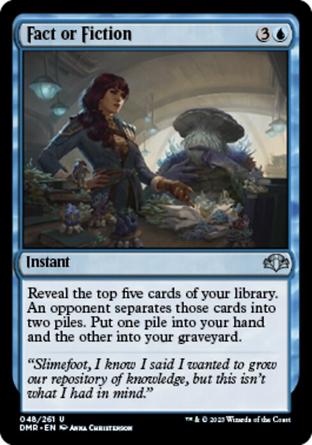 Fact or Fiction 3
Instant
Reveal the top five cards of your library.
An opponent separates those cards into
two piles. Put one pile into your hand
and the other into your graveyard.
“Slimefoot, I know I said I wanted to grow
our repository of knowledge, but this isn’t
what I had in mind.”
048/261 U
DMR • EN Anna Christenson
™ & © 2023 Wizards of the Coast